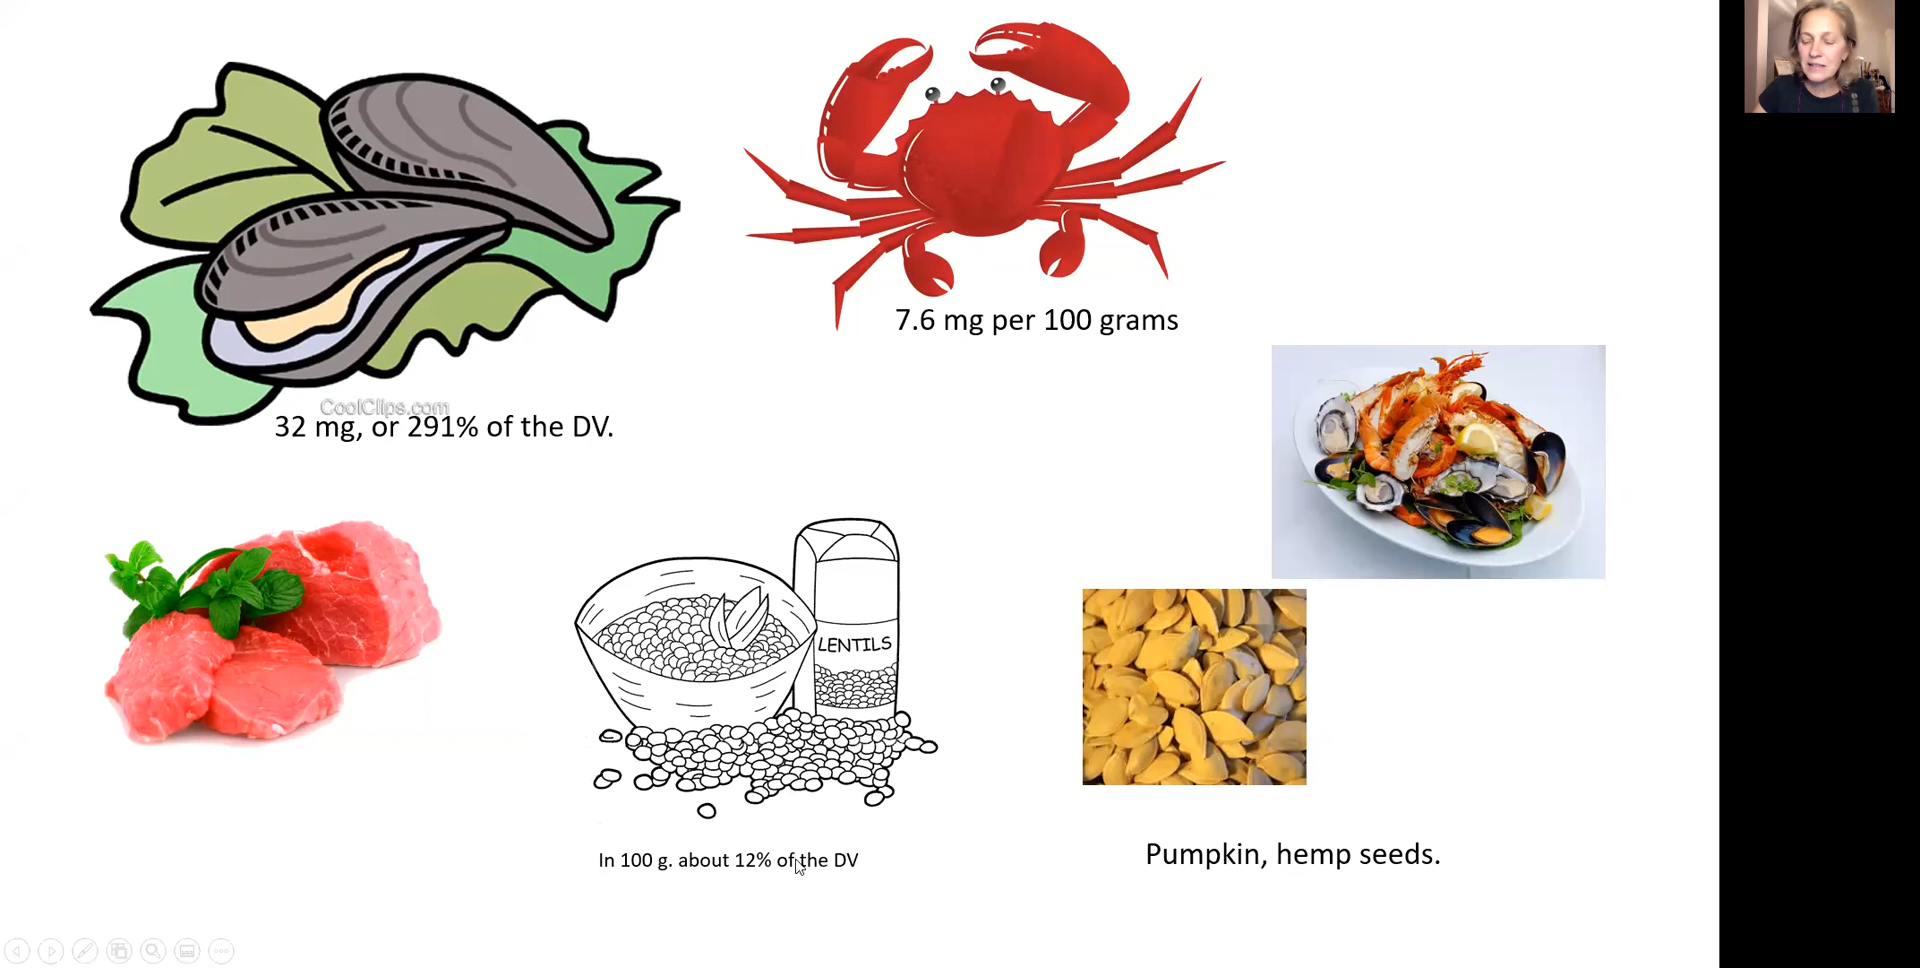 7.6 mg per 100 grams
CoolClips.com
32 mg, or 291% of the DV.
LENTILS
In 100 g. about 12% of the DV
Pumpkin, hemp seeds.